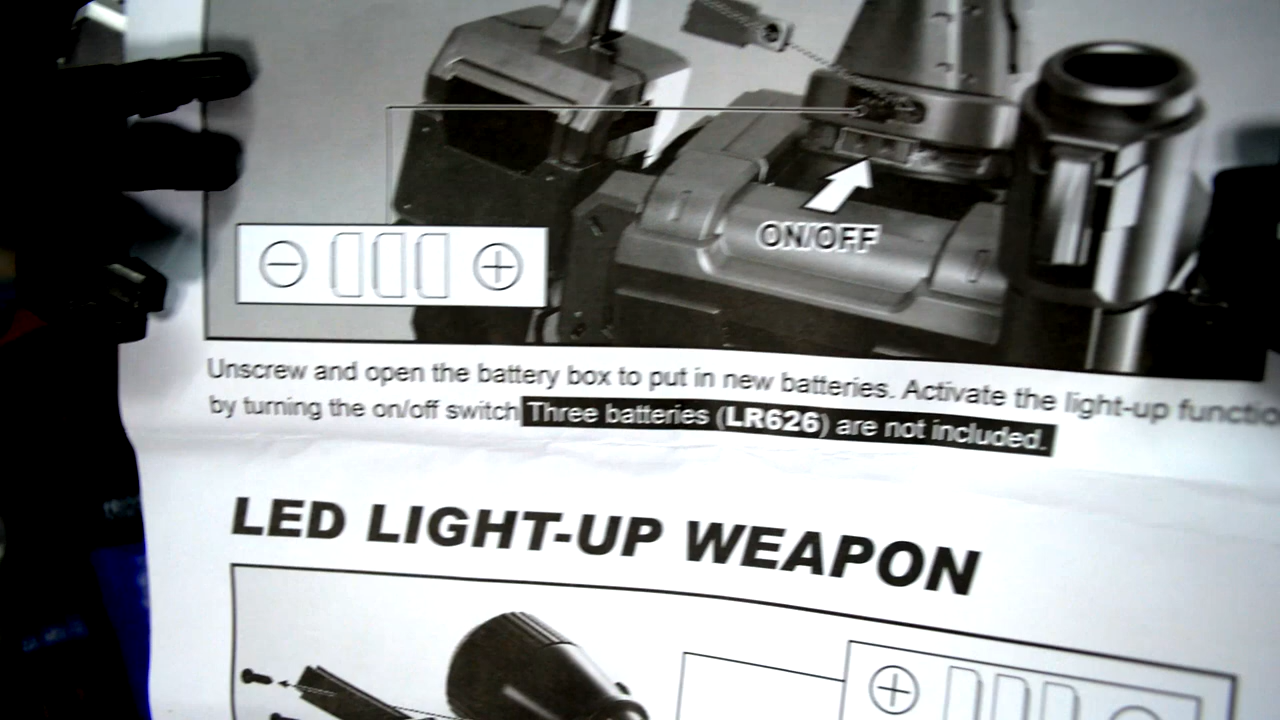 ON/OFF
Unscrew and open the battery box to put in new batteries. Activate the light-up functio
by turning the on/off switch Three batteries (LR626) are not included.
LED LIGHT-UP WEAPON